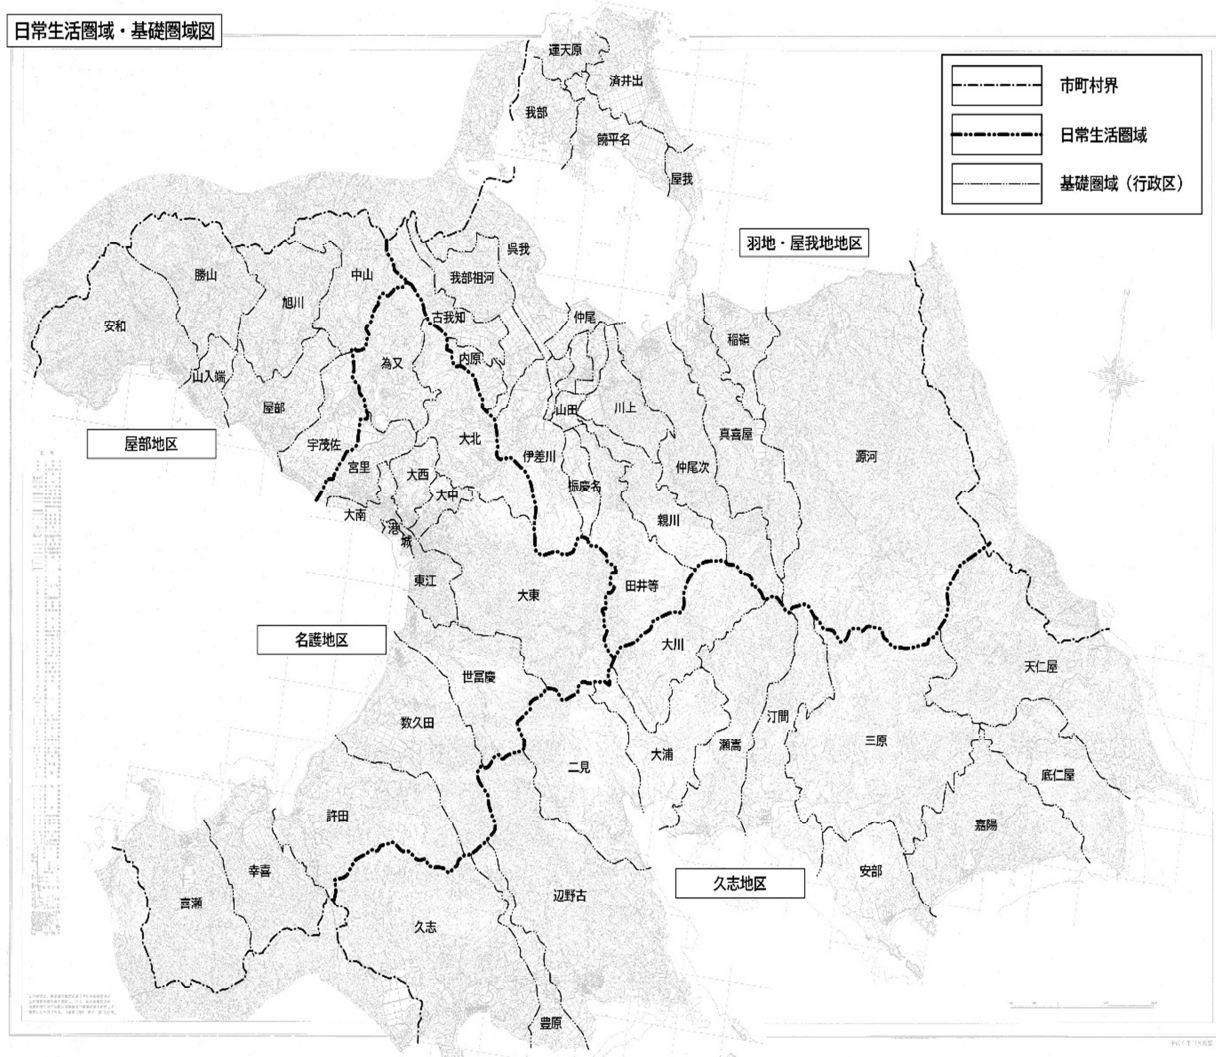 日常生活圏域・基礎圏域図
市町村界
日常生活圏域
基礎圏域（行政区）
運天原
済井出
我部
饒平名
屋我
羽地・屋我地地区
呉我
勝山
中山
我部祖河
旭川
安和
古我知
仲尾
稲嶺
内原
為又
山入端
屋部
山田
川上
真喜屋
大北
屋部地区
宇茂佐
伊差川
源河
宮里
大西
仲尾次
振慶名
大中
大南
親川
港
城
東江
田井等
大東
名護地区
大川
天仁屋
世冨慶
数久田
汀間
三原
瀬嵩
大浦
二見
底仁屋
許田
嘉陽
幸喜
安部
久志地区
辺野古
喜瀬
久志
豊原
N